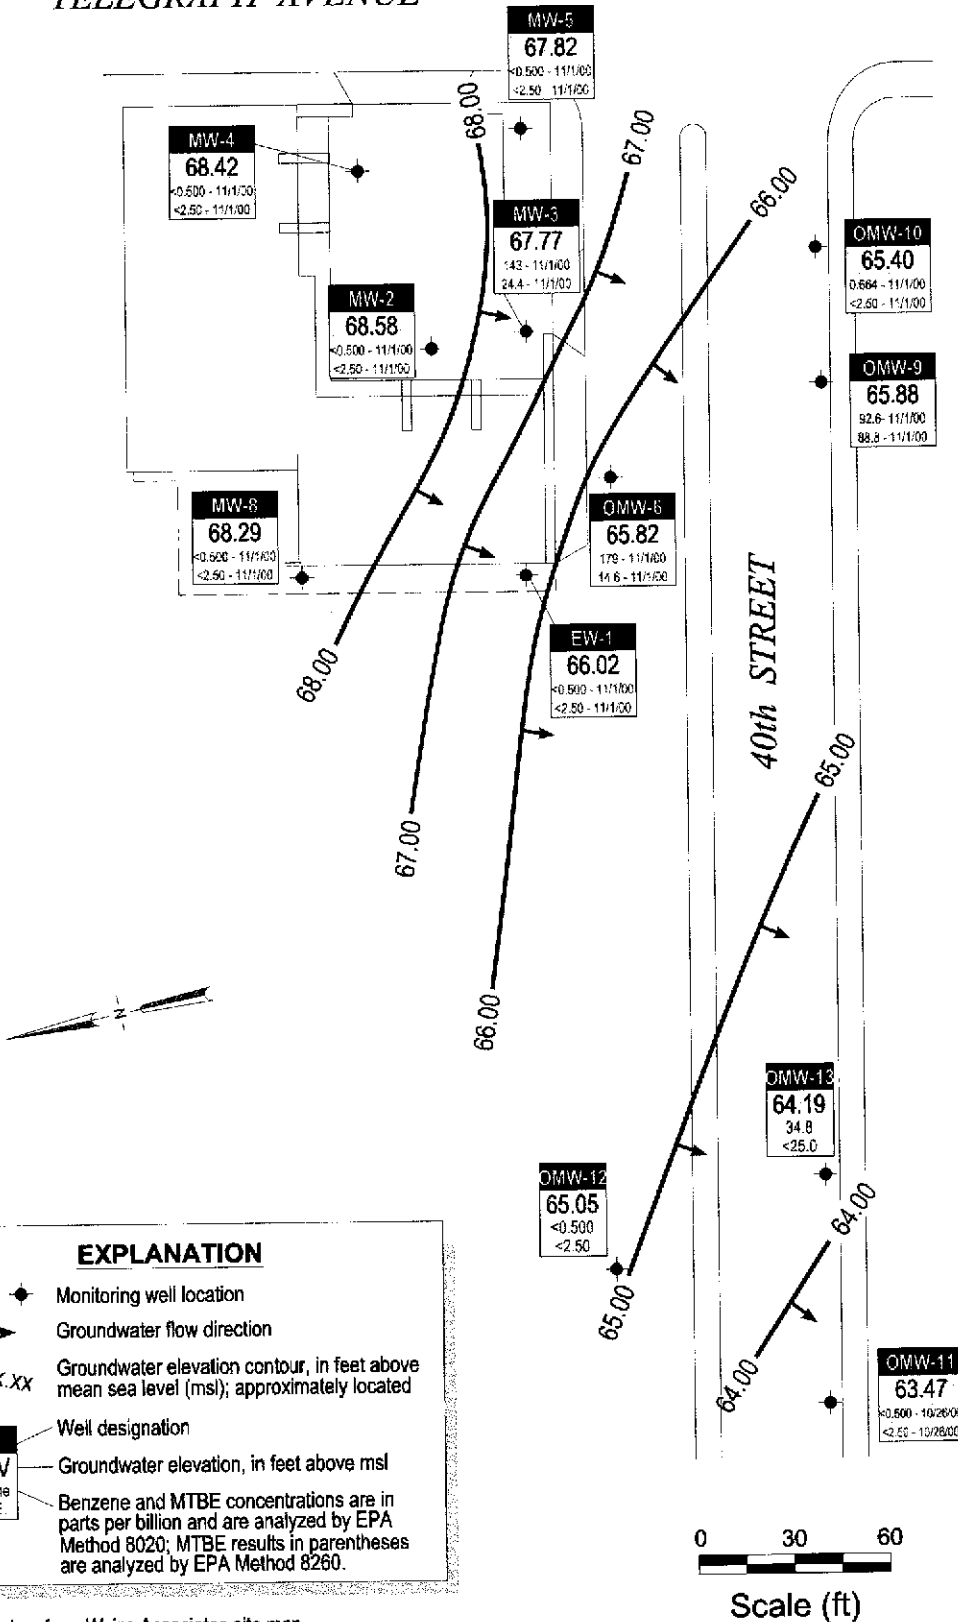 TELEGRAPH AVENUE
MW-5
67.82
<0.500 - 11/1/00
<2.50 - 11/1/00
68.00
67.00
66.00
MW-4
68.42
<0.500 - 11/1/00
<2.50 - 11/1/00
MW-3
67.77
143 - 11/1/00
24.4 - 11/1/00
OMW-10
65.40
0.664 - 11/1/00
<2.50 - 11/1/00
MW-2
68.58
<0.500 - 11/1/00
<2.50 - 11/1/00
OMW-9
65.88
92.6 - 11/1/00
88.8 - 11/1/00
MW-8
68.29
<0.500 - 11/1/00
<2.50 - 11/1/00
OMW-6
65.82
179 - 11/1/00
14.6 - 11/1/00
EW-1
66.02
<0.500 - 11/1/00
<2.50 - 11/1/00
40th STREET
68.00
67.00
66.00
65.00
N
OMW-13
64.19
34.8
<25.0
OMW-12
65.05
<0.500
<2.50
65.00
64.00
64.00
OMW-11
63.47
<0.500 - 10/26/00
<2.50 - 10/26/00
EXPLANATION
Monitoring well location
Groundwater flow direction
x.xx
Groundwater elevation contour, in feet above
mean sea level (msl); approximately located
Well designation
Groundwater elevation, in feet above msl
Benzene and MTBE concentrations are in
parts per billion and are analyzed by EPA
Method 8020; MTBE results in parentheses
are analyzed by EPA Method 8260.
0 30 60
Scale (ft)
Associates site map